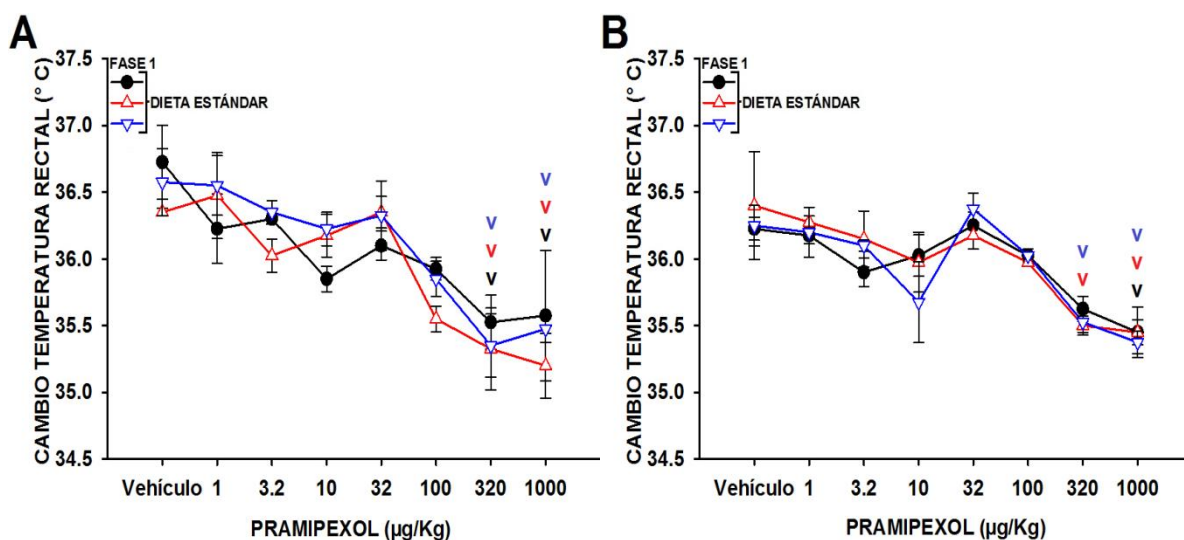 A
CAMBIO TEMPERATURA RECTAL (° C)
37.5
37.0
36.5
36.0
35.5
35.0
34.5
FASE 1
DIETA ESTÁNDAR
V
V
V
V
V
V
Vehículo 1 3.2 10 32 100 320 1000
PRAMIPEXOL (µg/Kg)
B
CAMBIO TEMPERATURA RECTAL (° C)
37.5
37.0
36.5
36.0
35.5
35.0
34.5
FASE 1
DIETA ESTÁNDAR
V
V
V
V
V
Vehículo 1 3.2 10 32 100 320 1000
PRAMIPEXOL (µg/Kg)